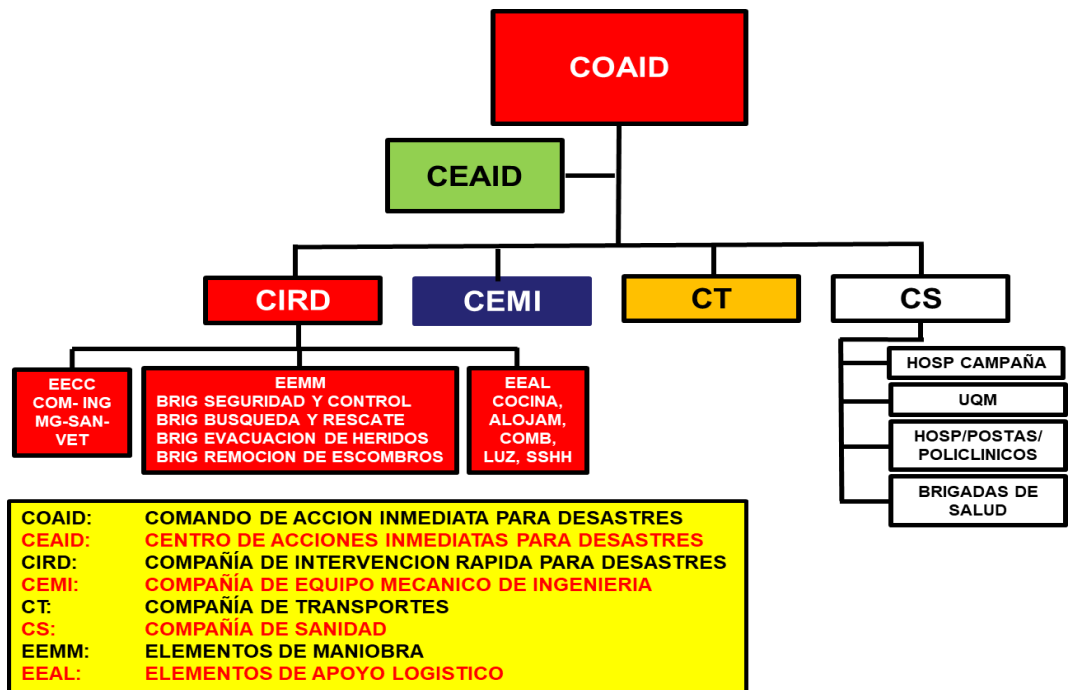 COAID
CEAID
CIRD
CEMI
CT
CS
EECC
COM- ING
MG-SAN-
VET
EEMM
BRIG SEGURIDAD Y CONTROL
BRIG BUSQUEDA Y RESCATE
BRIG EVACUACION DE HERIDOS
BRIG REMOCION DE ESCOMBROS
EEAL
COCINA,
ALOJAM,
COMB,
LUZ, SSHH
HOSP CAMPAÑA
UQM
HOSP/POSTAS/
POLICLINICOS
BRIGADAS DE
SALUD
COAID: COMANDO DE ACCION INMEDIATA PARA DESASTRES
CEAID: CENTRO DE ACCIONES INMEDIATAS PARA DESASTRES
CIRD: COMPAÑÍA DE INTERVENCION RAPIDA PARA DESASTRES
CEMI: COMPAÑÍA DE EQUIPO MECANICO DE INGENIERIA
CT: COMPAÑÍA DE TRANSPORTES
CS: COMPAÑÍA DE SANIDAD
EEMM: ELEMENTOS DE MANIOBRA
EEAL: ELEMENTOS DE APOYO LOGISTICO